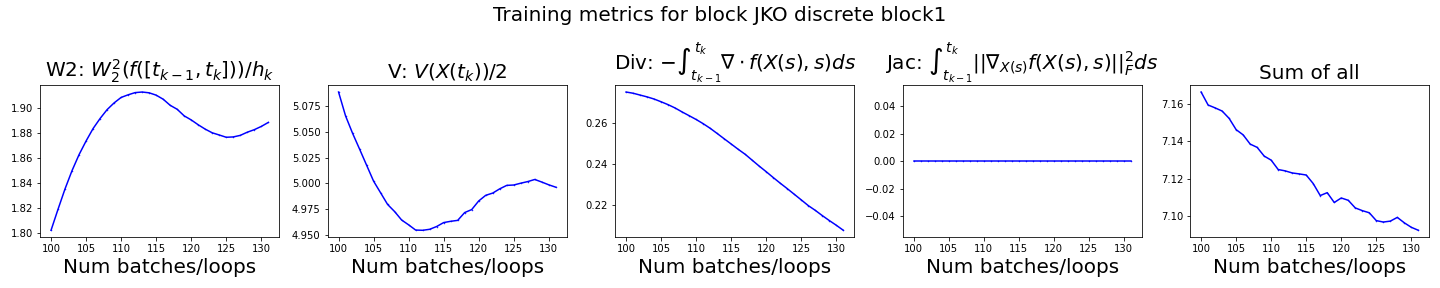 Training metrics for block JKO discrete block1
W2: $W_2^2(f([t_{k-1}, t_k]))/h_k$
V: $V(X(t_k))/2$
Div: $-\int_{t_{k-1}}^{t_k} \nabla \cdot f(X(s), s)ds$
Jac: $\int_{t_{k-1}}^{t_k} ||\nabla_{X(s)} f(X(s), s)||_F^2 ds$
Sum of all
1.90
1.88
1.86
1.84
1.82
1.80
100 105 110 115 120 125 130
Num batches/loops
5.075
5.050
5.025
5.000
4.975
4.950
100 105 110 115 120 125 130
Num batches/loops
0.26
0.24
0.22
100 105 110 115 120 125 130
Num batches/loops
0.04
0.02
0.00
−0.02
−0.04
100 105 110 115 120 125 130
Num batches/loops
7.16
7.14
7.12
7.10
100 105 110 115 120 125 130
Num batches/loops